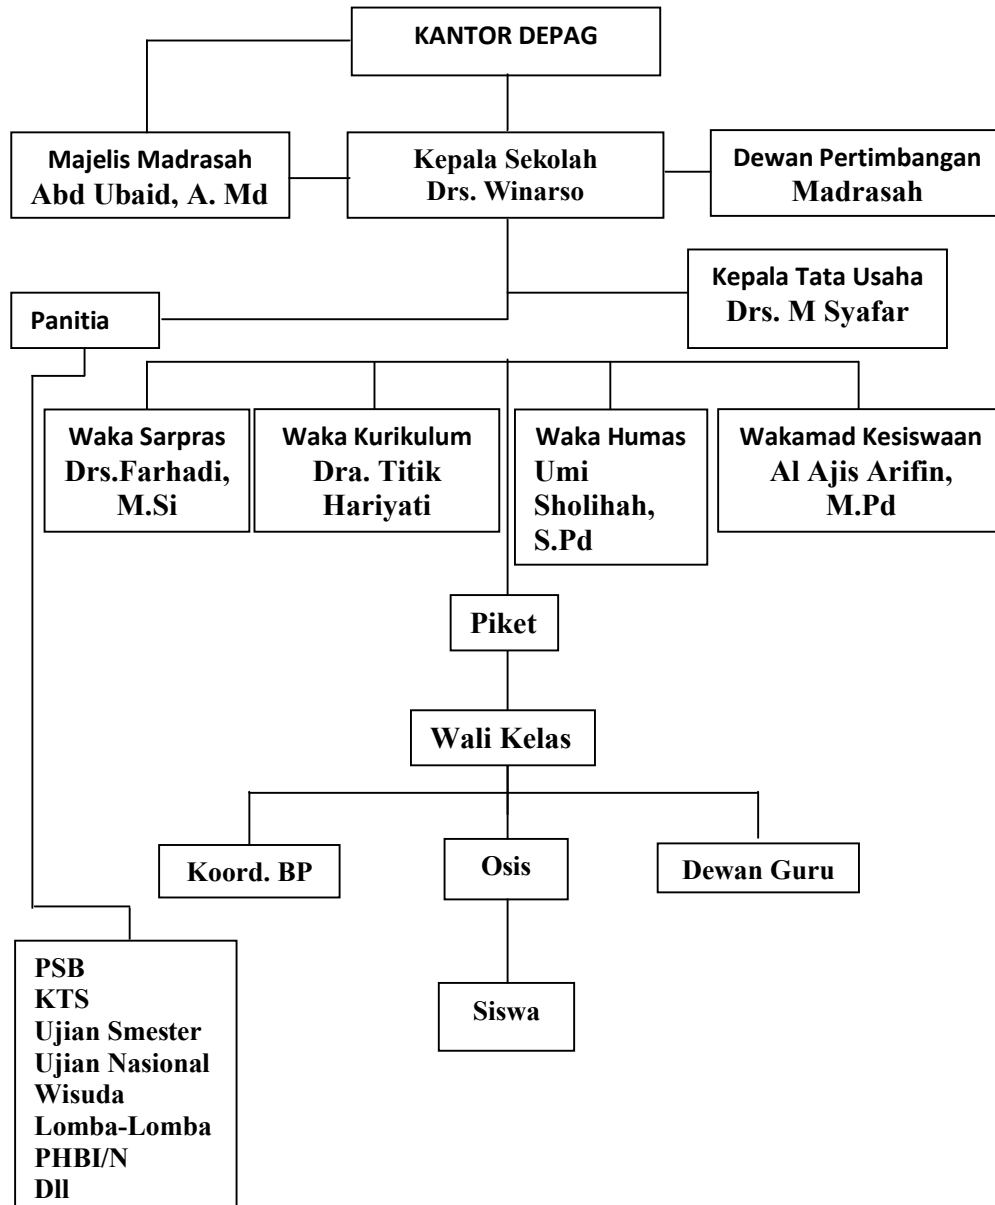 KANTOR DEPAG
Majelis Madrasah
Abd Ubaid, A. Md
Kepala Sekolah
Drs. Winarso
Dewan Pertimbangan
Madrasah
Kepala Tata Usaha
Drs. M Syafar
Panitia
Waka Sarpras
Drs.Farhadi,
M.Si
Waka Kurikulum
Dra. Titik
Hariyati
Waka Humas
Umi
Sholihah,
S.Pd
Wakamad Kesiswaan
Al Ajis Arifin,
M.Pd
Piket
Wali Kelas
Koord. BP
Osis
Dewan Guru
Siswa
PSB
KTS
Ujian Smester
Ujian Nasional
Wisuda
Lomba-Lomba
PHBI/N
Dll